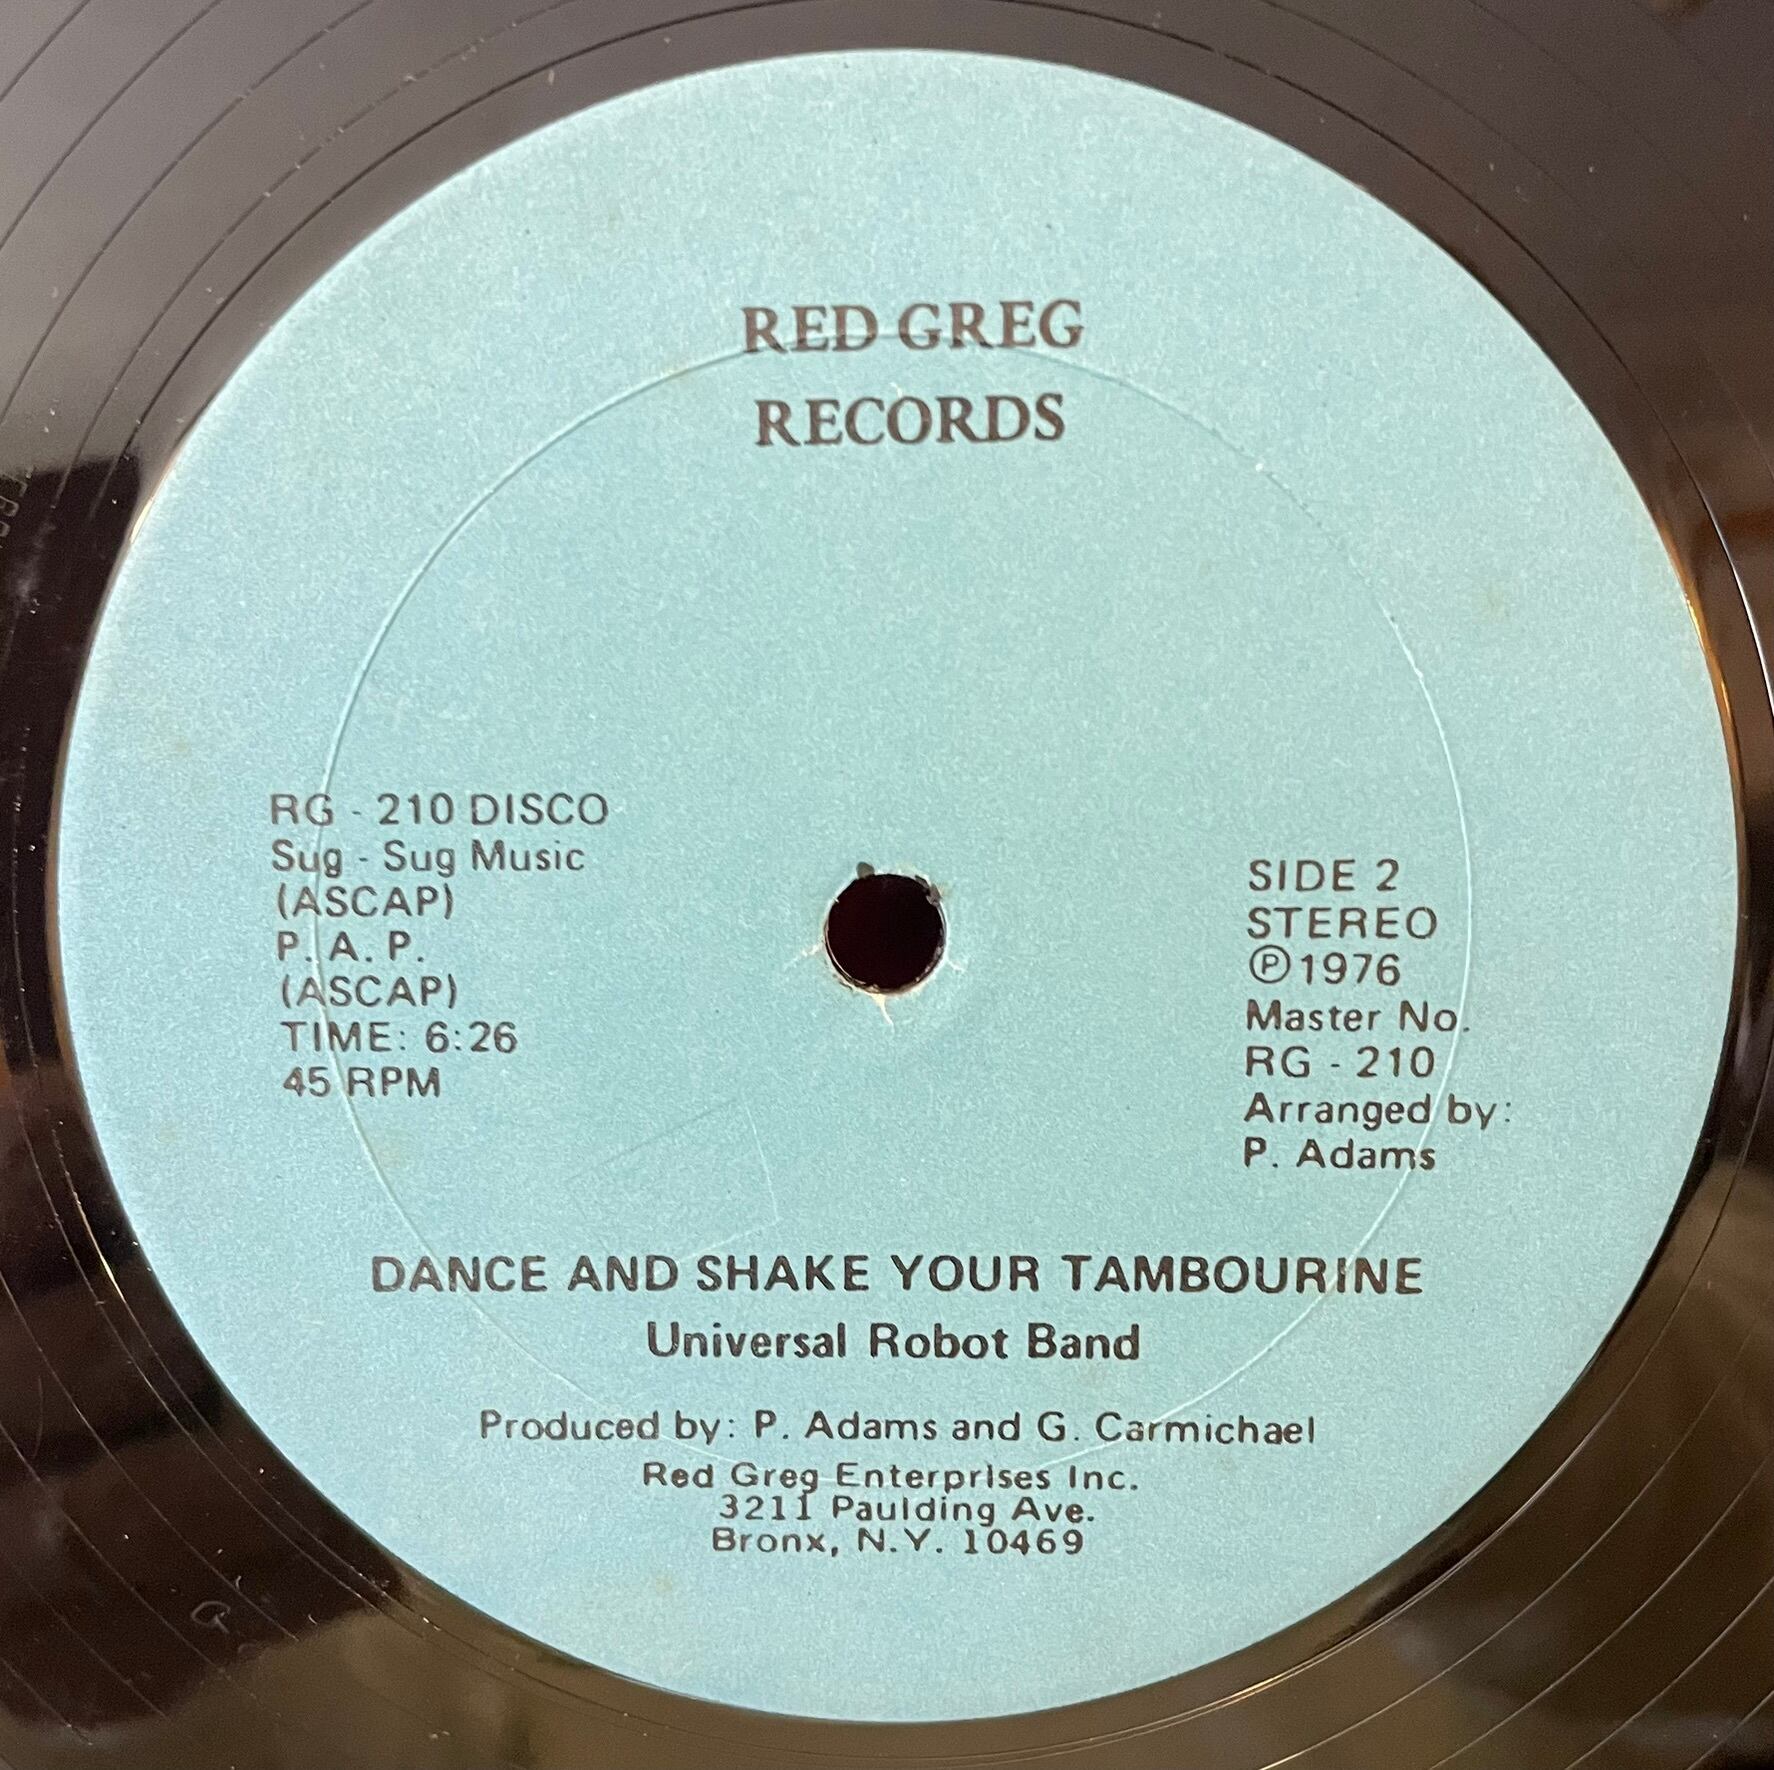 RED GREG
RECORDS
RG - 210 DISCO
Sug - Sug Music
(ASCAP)
P. A. P.
(ASCAP)
TIME: 6:26
45 RPM
SIDE 2
STEREO
℗1976
Master No.
RG - 210
Arranged by:
P. Adams
DANCE AND SHAKE YOUR TAMBOURINE
Universal Robot Band
Produced by: P. Adams and G. Carmichael
Red Greg Enterprises Inc.
3211 Paulding Ave.
Bronx, N.Y. 10469